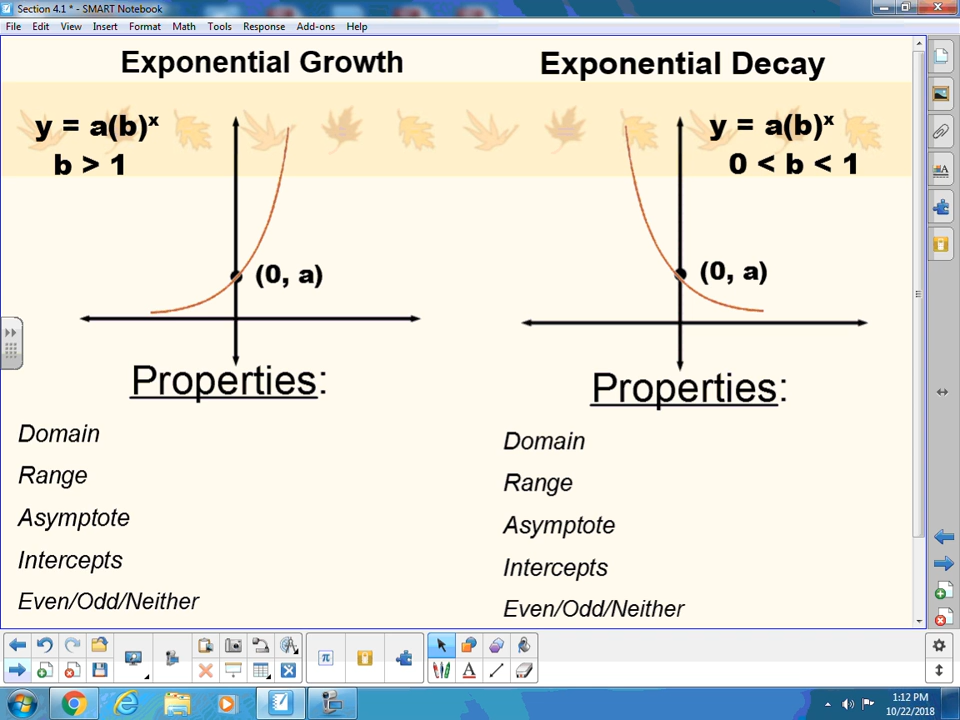 Section 4.1 * - SMART Notebook
File Edit View Insert Format Math Tools Response Add-ons Help
Exponential Growth
y = a(b)ˣ
b > 1
(0, a)
Properties:
Domain
Range
Asymptote
Intercepts
Even/Odd/Neither
Exponential Decay
y = a(b)ˣ
0 < b < 1
(0, a)
Properties:
Domain
Range
Asymptote
Intercepts
Even/Odd/Neither
π
A
1:12 PM
10/22/2018